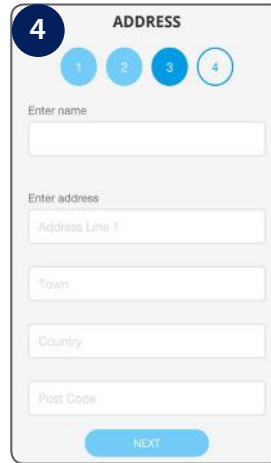 4
ADDRESS
1 2 3 4
Enter name
Enter address
Address Line 1
Town
Country
Post Code
NEXT